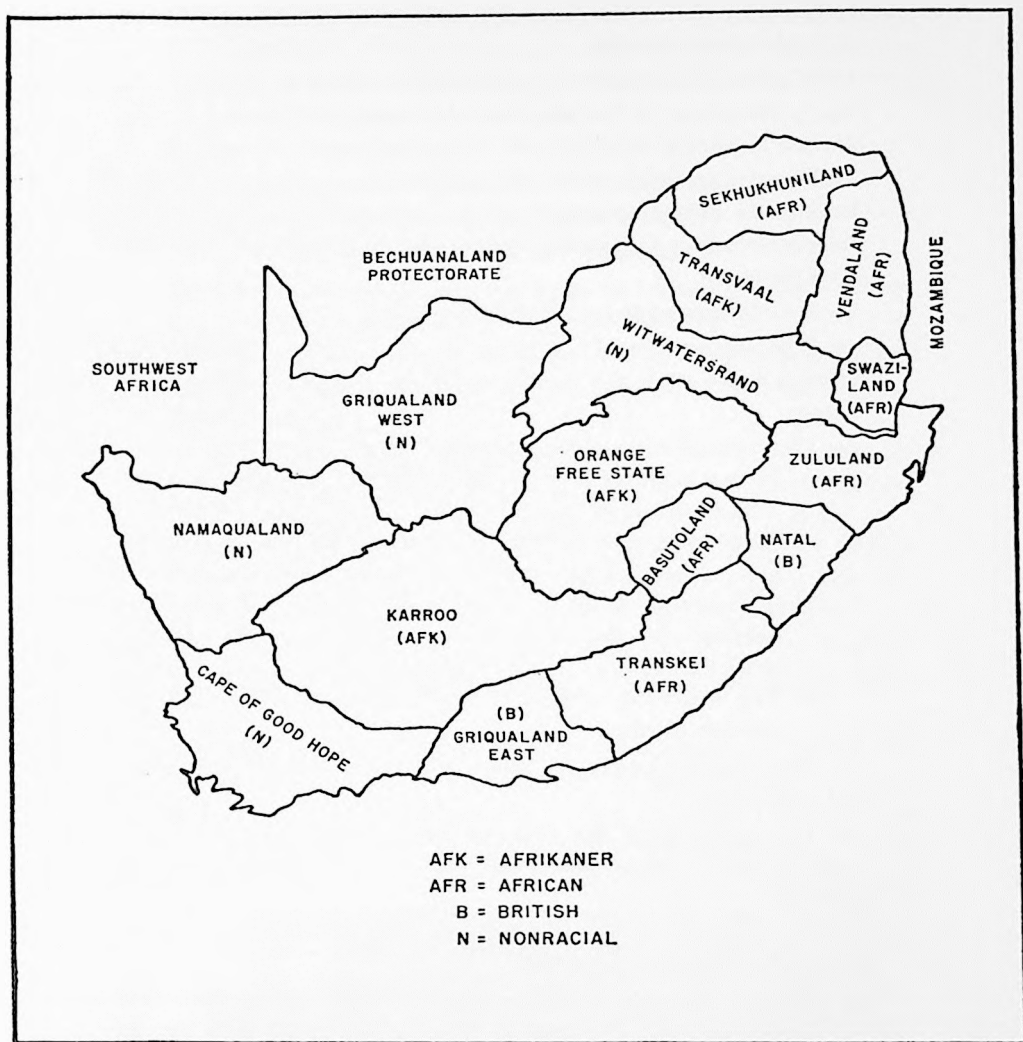 SEKHUKHUNILAND
(AFR)
TRANSVAAL
(AFK)
VENDALAND
(AFR)
MOZAMBIQUE
BECHUANALAND
PROTECTORATE
WITWATERSRAND
(N)
SWAZI-
LAND
(AFR)
SOUTHWEST
AFRICA
GRIQUALAND
WEST
(N)
ORANGE
FREE STATE
(AFK)
ZULULAND
(AFR)
NAMAQUALAND
(N)
BASUTOLAND
(AFR)
NATAL
(B)
KARROO
(AFK)
TRANSKEI
(AFR)
CAPE OF GOOD HOPE
(N)
(B)
GRIQUALAND
EAST
AFK = AFRIKANER
AFR = AFRICAN
B = BRITISH
N = NONRACIAL